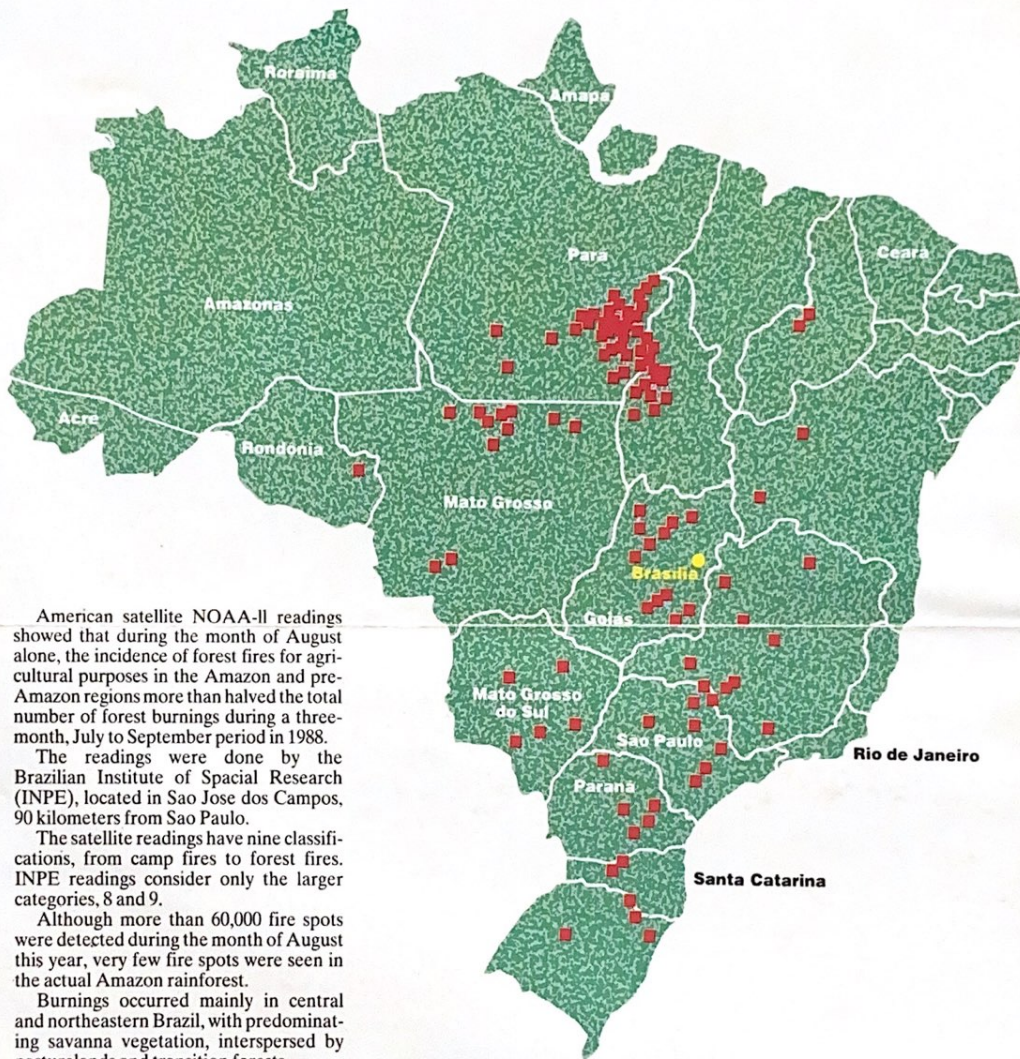 Roraima
Amapa
Para
Ceara
Amazonas
Acre
Rondonia
Mato Grosso
Brasilia
Goias
Mato Grosso
do Sul
Sao Paulo
Rio de Janeiro
Parana
Santa Catarina
American satellite NOAA-ll readings
showed that during the month of August
alone, the incidence of forest fires for agri-
cultural purposes in the Amazon and pre-
Amazon regions more than halved the total
number of forest burnings during a three-
month, July to September period in 1988.
The readings were done by the
Brazilian Institute of Spacial Research
(INPE), located in Sao Jose dos Campos,
90 kilometers from Sao Paulo.
The satellite readings have nine classifi-
cations, from camp fires to forest fires.
INPE readings consider only the larger
categories, 8 and 9.
Although more than 60,000 fire spots
were detected during the month of August
this year, very few fire spots were seen in
the actual Amazon rainforest.
Burnings occurred mainly in central
and northeastern Brazil, with predominat-
ing savanna vegetation, interspersed by
pasturelands and transition forests.